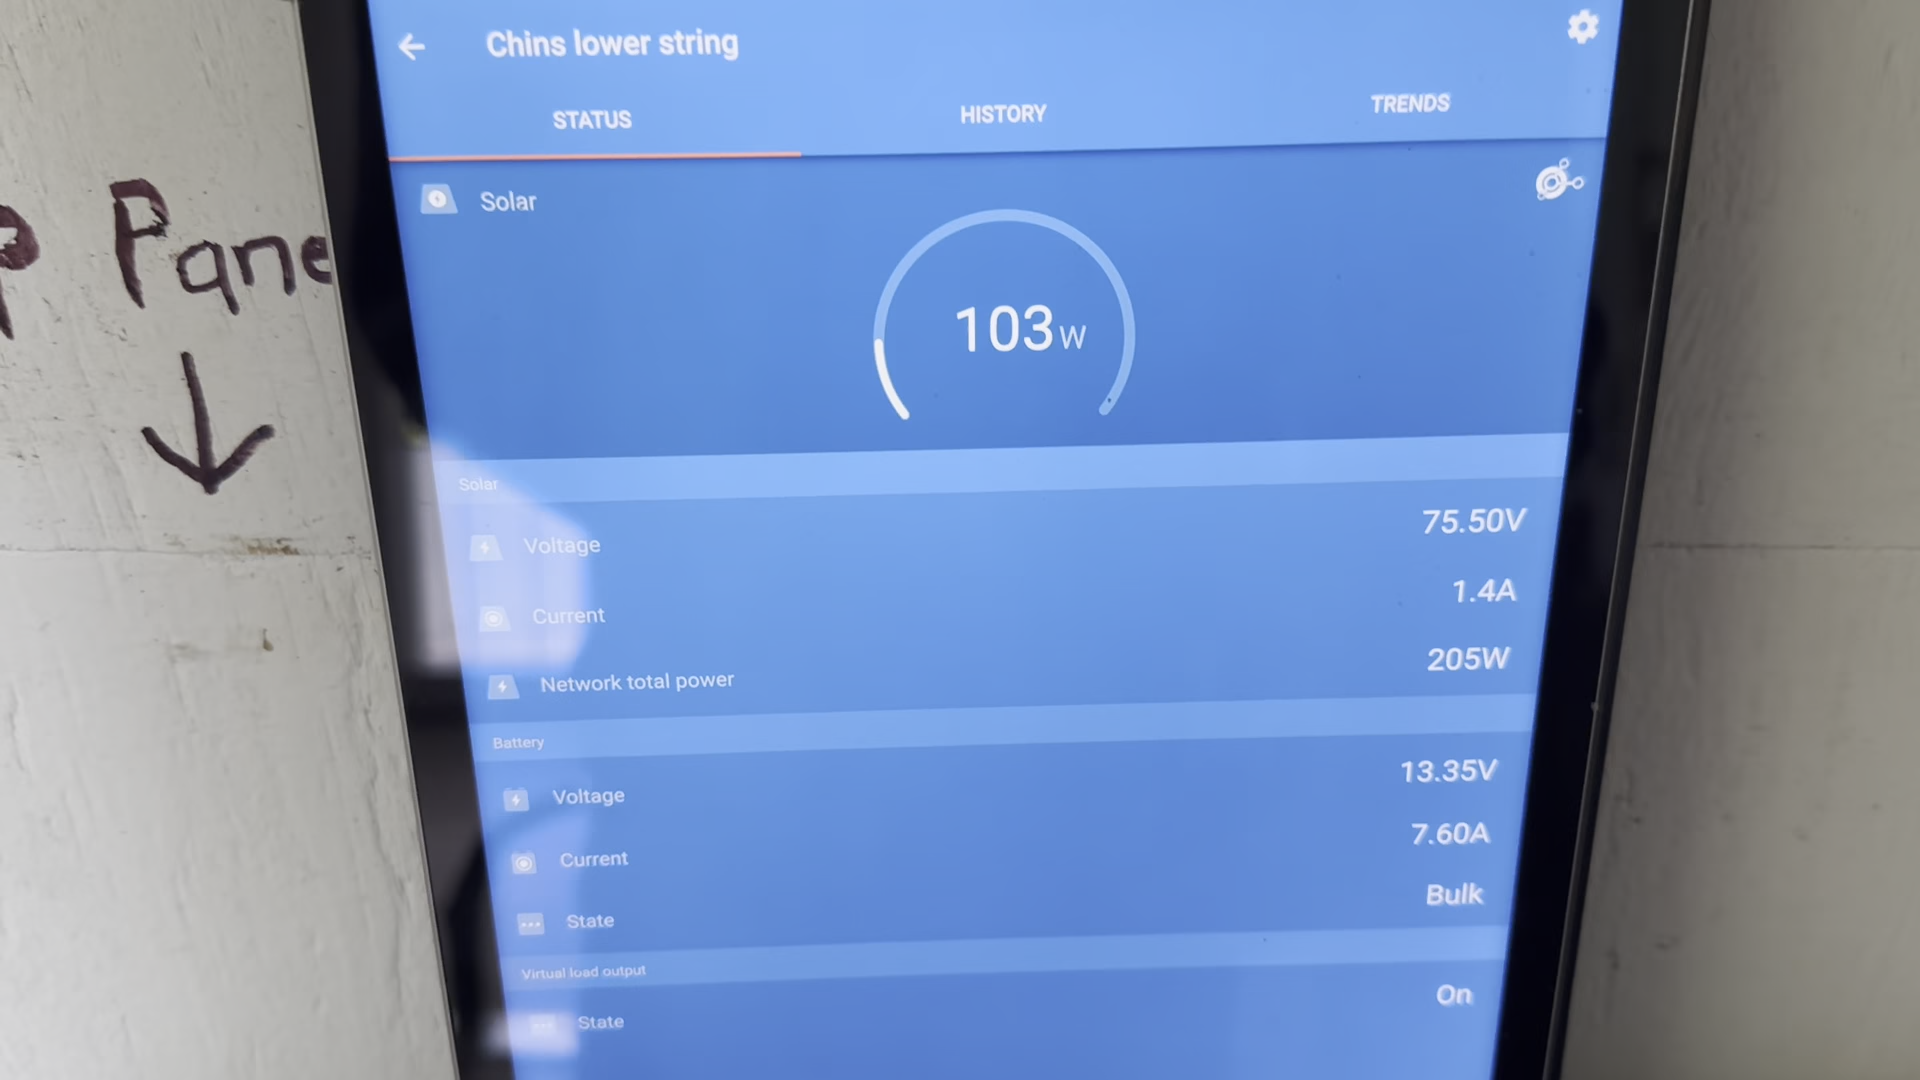 Chins lower string
STATUS HISTORY TRENDS
Solar
103W
P Pane
Solar
Voltage 75.50V
Current 1.4A
Network total power 205W
Battery
Voltage 13.35V
Current 7.60A
State Bulk
Virtual load output
State On